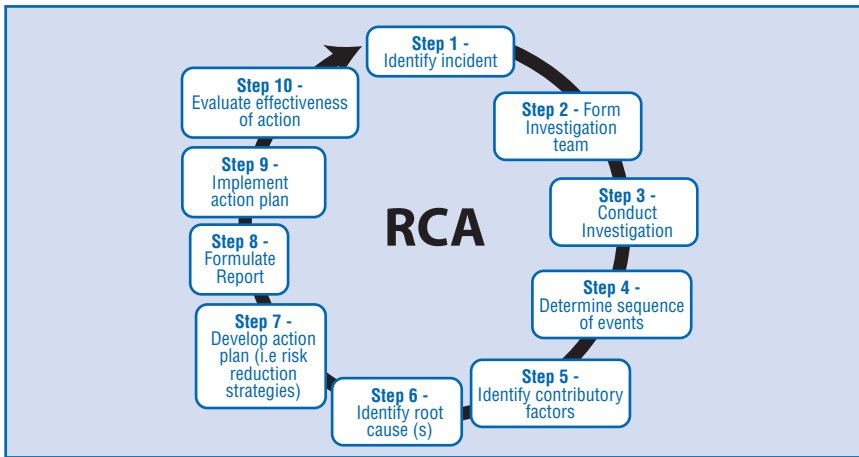 Step 1 -
Identify incident
Step 2 - Form
Investigation
team
Step 3 -
Conduct
Investigation
Step 4 -
Determine sequence
of events
Step 5 -
Identify contributory
factors
Step 6 -
Identify root
cause (s)
Step 7 -
Develop action
plan (i.e risk
reduction
strategies)
Step 8 -
Formulate
Report
Step 9 -
Implement
action plan
Step 10 -
Evaluate effectiveness
of action
RCA